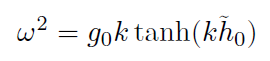 ω² = g₀k tanh(kh̃₀)